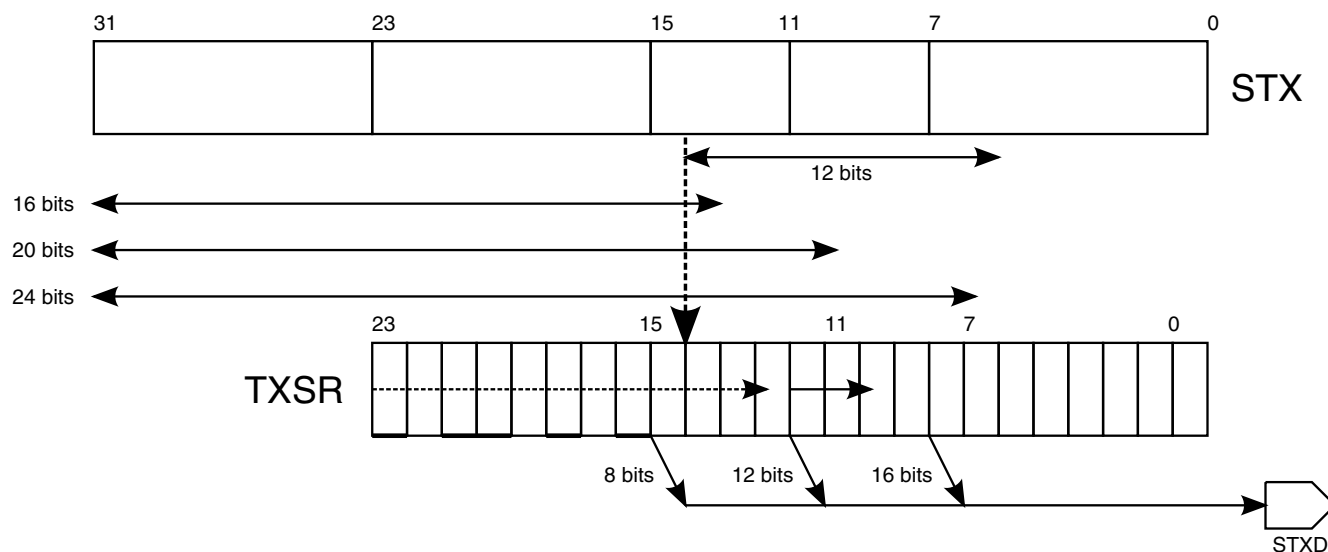 31 23 15 11 7 0
STX
12 bits
16 bits
20 bits
24 bits
23 15 11 7 0
TXSR
8 bits 12 bits 16 bits
STXD